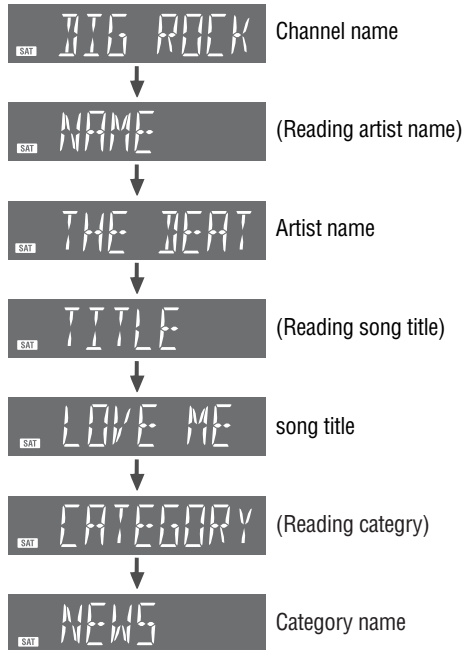 SAT BIG ROCK Channel name
SAT NAME (Reading artist name)
SAT THE BEAT Artist name
SAT TITLE (Reading song title)
SAT LOVE ME song title
SAT CATEGORY (Reading categry)
SAT NEWS Category name